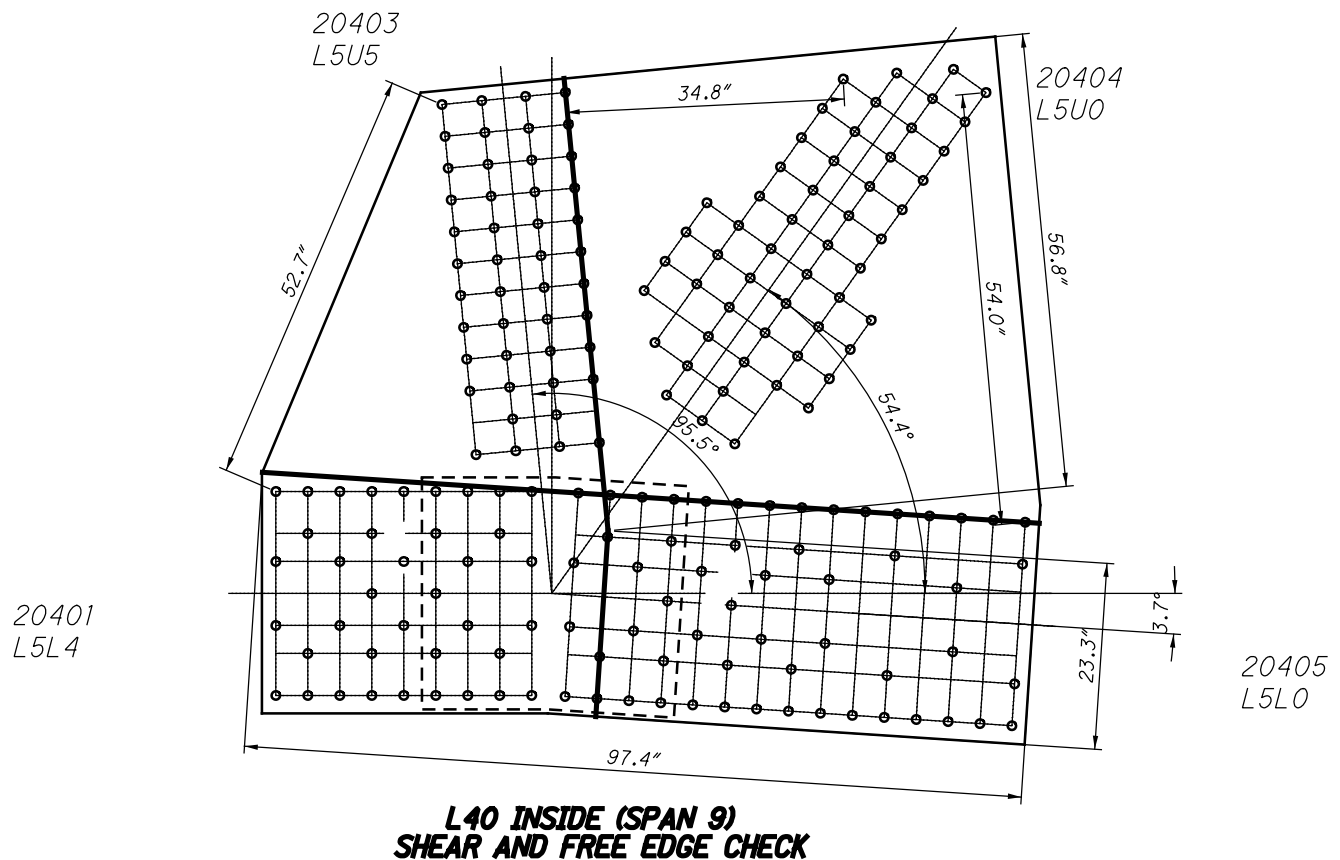 20403
L5U5
34.8"
20404
L5U0
52.7"
56.8"
54.0"
54.4°
95.5°
20401
L5L4
3.7°
23.3"
20405
L5L0
97.4"
L40 INSIDE (SPAN 9)
SHEAR AND FREE EDGE CHECK